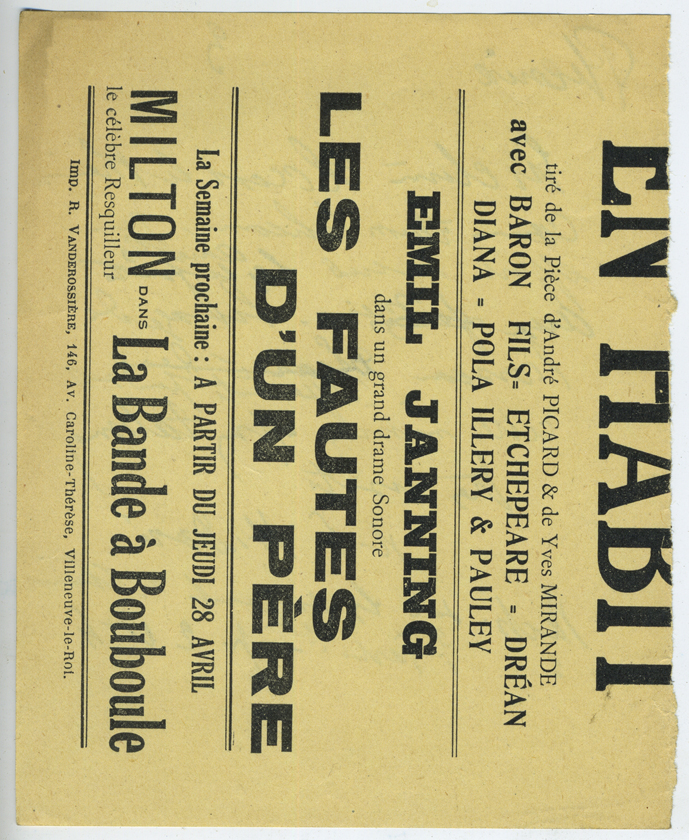 EN HABIT
tiré de la Pièce d'André PICARD & de Yves MIRANDE
avec BARON FILS= ETCHEPEARE = DRÉAN
DIANA = POLA ILLERY & PAULEY
EMIL JANNING
dans un grand drame Sonore
LES FAUTES
D'UN PÈRE
La Semaine prochaine : A PARTIR DU JEUDI 28 AVRIL
MILTON DANS La Bande à Bouboule
le célèbre Resquilleur
IMP. R. VANDEROSSIÈRE, 146, Av. Caroline-Thérèse, Villeneuve-le-Roi.